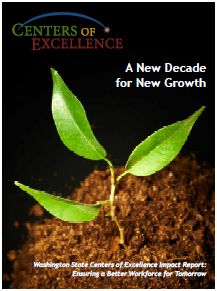 CENTERS OF
EXCELLENCE
A New Decade
for New Growth
Washington State Centers of Excellence Impact Report:
Ensuring a Better Workforce for Tomorrow